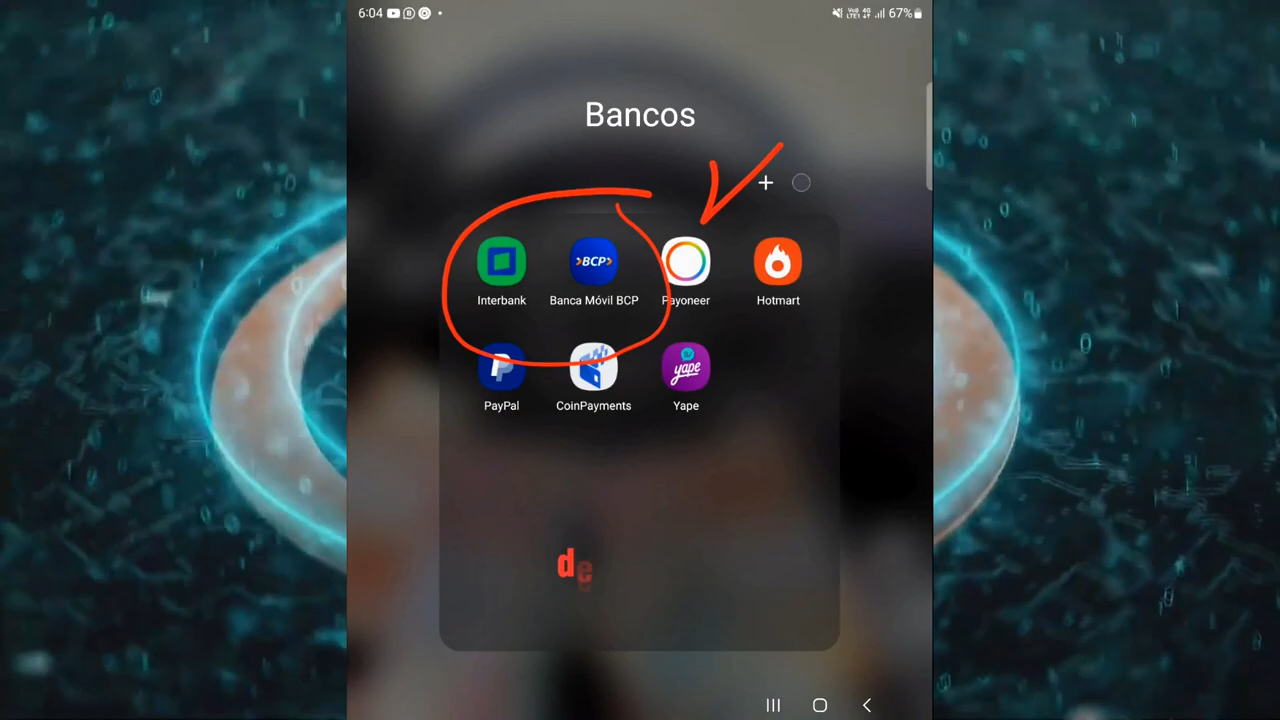 6:04
67%
Bancos
BCP
Interbank
Banca Móvil BCP
Payoneer
Hotmart
yape
PayPal
CoinPayments
Yape
de